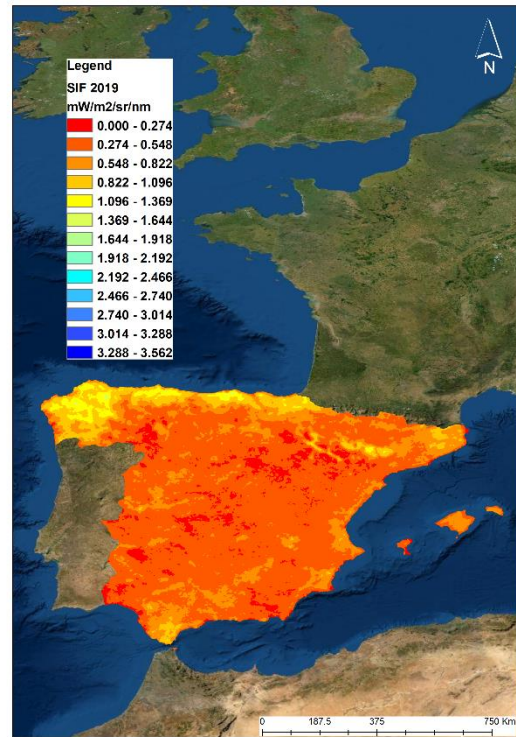 N
Legend
SIF 2019
mW/m2/sr/nm
0.000 - 0.274
0.274 - 0.548
0.548 - 0.822
0.822 - 1.096
1.096 - 1.369
1.369 - 1.644
1.644 - 1.918
1.918 - 2.192
2.192 - 2.466
2.466 - 2.740
2.740 - 3.014
3.014 - 3.288
3.288 - 3.562
0 187.5 375 750 Km